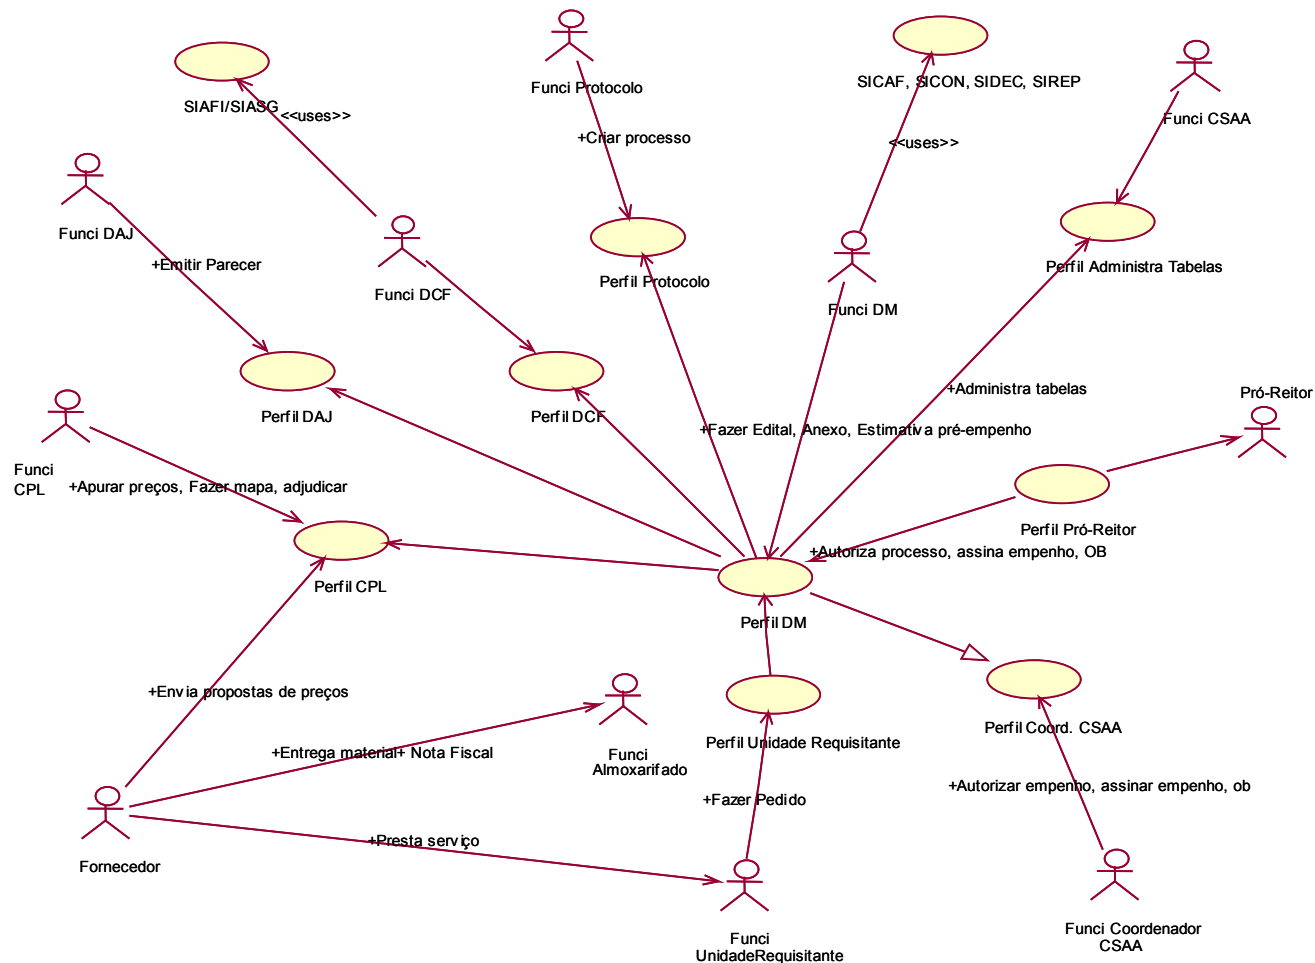 Funci Protocolo
SICAF, SICON, SIDEC, SIREP
SIAFI/SIASG
<<uses>>
Funci CSAA
+Criar processo
<<uses>>
Funci DAJ
+Emitir Parecer
Perfil Administra Tabelas
Perfil Protocolo
Funci DCF
Funci DM
+Administra tabelas
Pró-Reitor
Perfil DAJ
Perfil DCF
+Fazer Edital, Anexo, Estimativa pré-empenho
Funci
CPL
+Apurar preços, Fazer mapa, adjudicar
Perfil Pró-Reitor
+Autoriza processo, assina empenho, OB
Perfil CPL
Perfil DM
+Envia propostas de preços
Perfil Coord. CSAA
Perfil Unidade Requisitante
+Entrega material+ Nota Fiscal
Funci
Almoxarifado
+Autorizar empenho, assinar empenho, ob
+Fazer Pedido
+Presta serviço
Fornecedor
Funci Coordenador
CSAA
Funci
UnidadeRequisitante